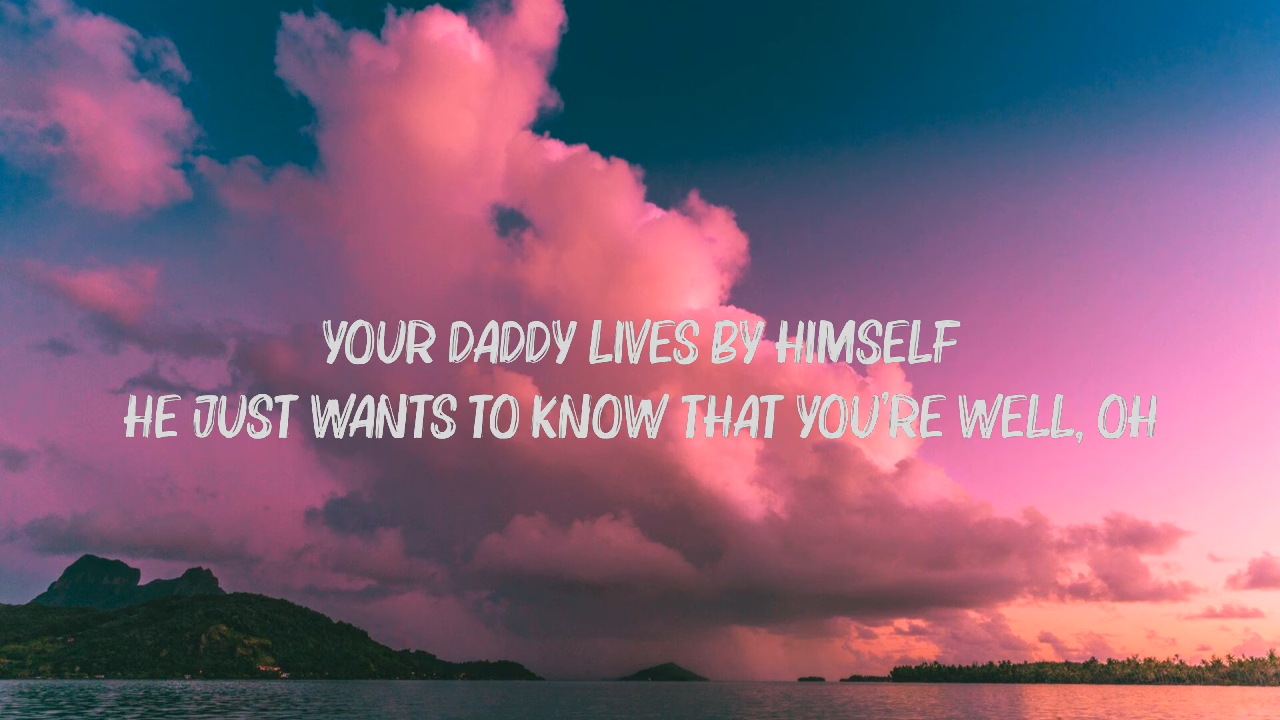 YOUR DADDY LIVES BY HIMSELF
HE JUST WANTS TO KNOW THAT YOU'RE WELL, OH